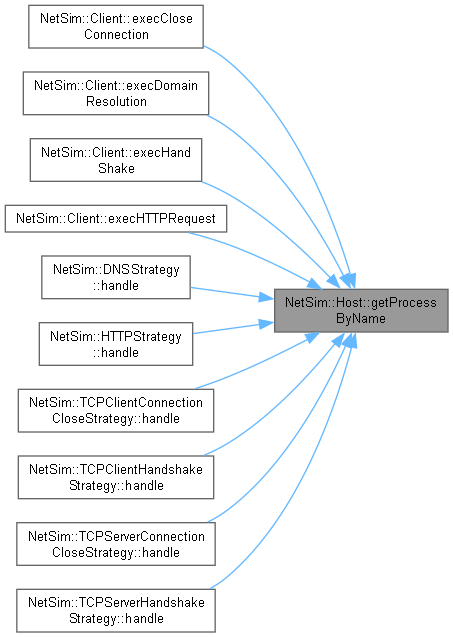 NetSim::Client::execClose
Connection
NetSim::Client::execDomain
Resolution
NetSim::Client::execHand
Shake
NetSim::Client::execHTTPRequest
NetSim::DNSStrategy
::handle
NetSim::HTTPStrategy
::handle
NetSim::TCPClientConnection
CloseStrategy::handle
NetSim::TCPClientHandshake
Strategy::handle
NetSim::TCPServerConnection
CloseStrategy::handle
NetSim::TCPServerHandshake
Strategy::handle
NetSim::Host::getProcess
ByName